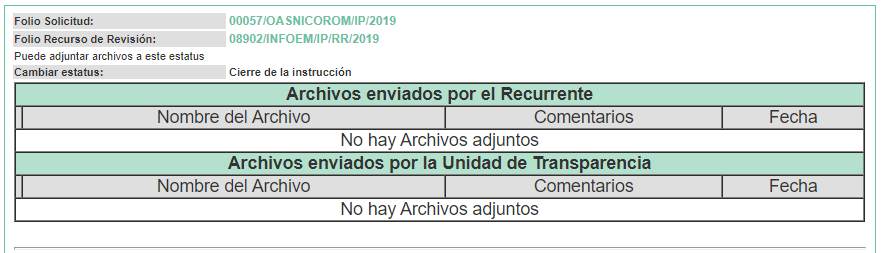 Folio Solicitud: 00057/OASNICOROM/IP/2019
Folio Recurso de Revisión: 08902/INFOEM/IP/RR/2019
Puede adjuntar archivos a este estatus
Cambiar estatus: Cierre de la instrucción
Archivos enviados por el Recurrente
Nombre del Archivo Comentarios Fecha
No hay Archivos adjuntos
Archivos enviados por la Unidad de Transparencia
Nombre del Archivo Comentarios Fecha
No hay Archivos adjuntos